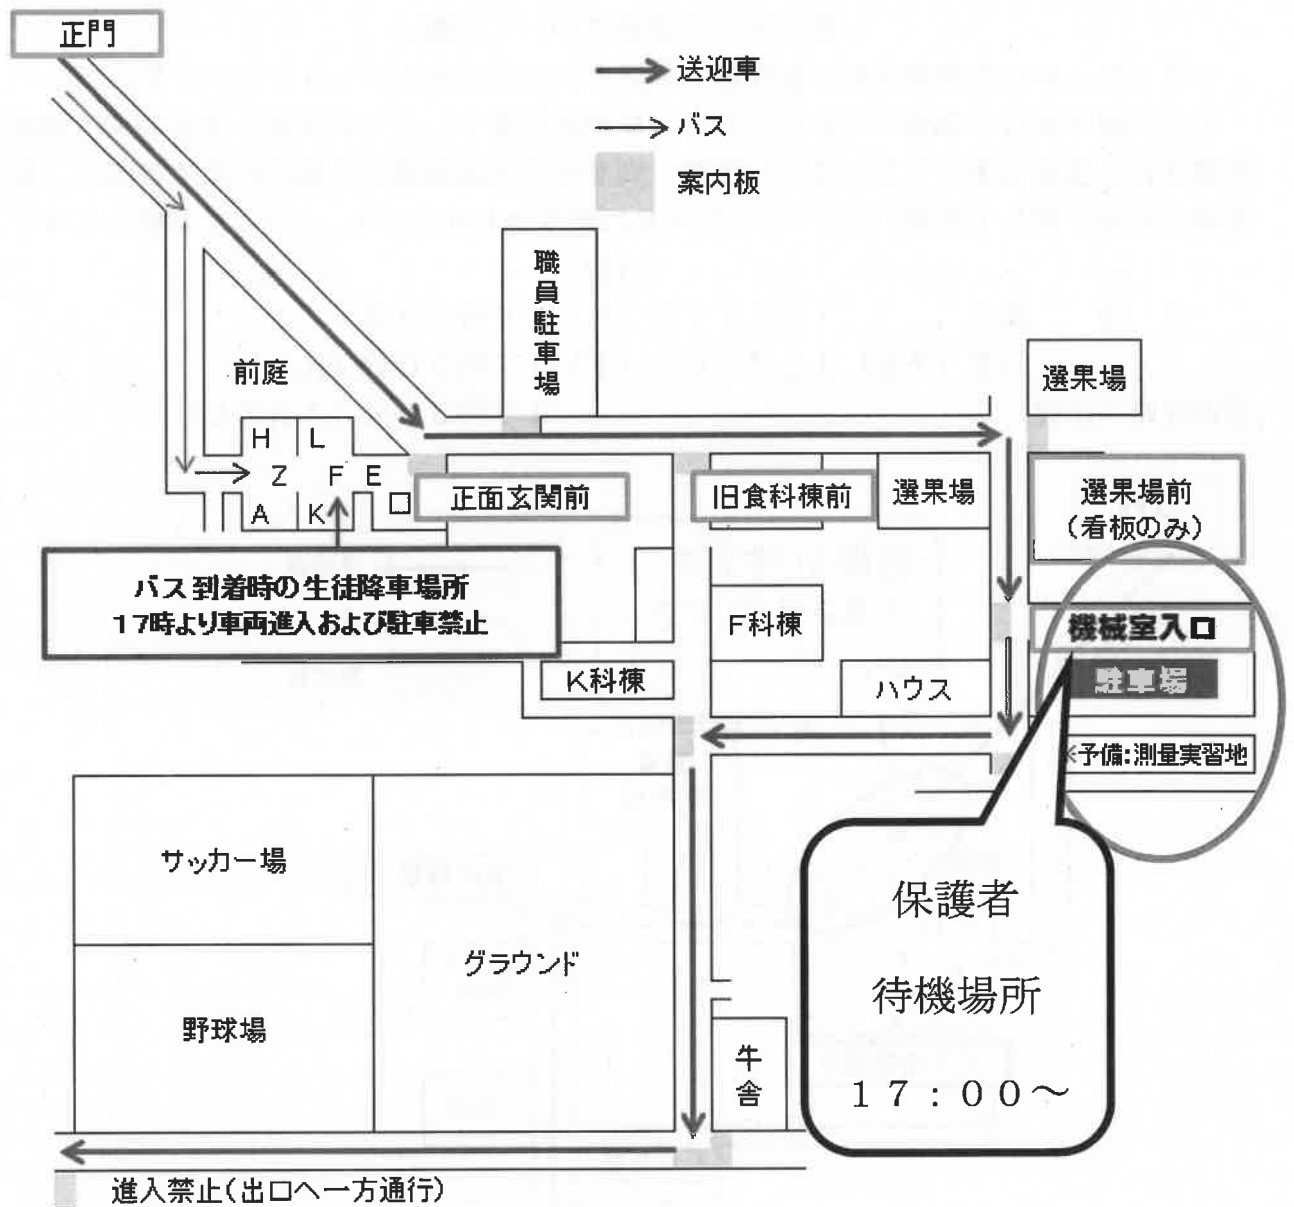 正門
送迎車
バス
案内板
職員駐車場
前庭
選果場
H L
Z F E
A K
正面玄関前
旧食科棟前
選果場
選果場前
(看板のみ)
バス到着時の生徒降車場所
17時より車両進入および駐車禁止
機械室入口
F科棟
K科棟
ハウス
駐車場
※予備:測量実習地
サッカー場
グラウンド
野球場
牛舎
保護者
待機場所
17:00〜
進入禁止(出口へ一方通行)